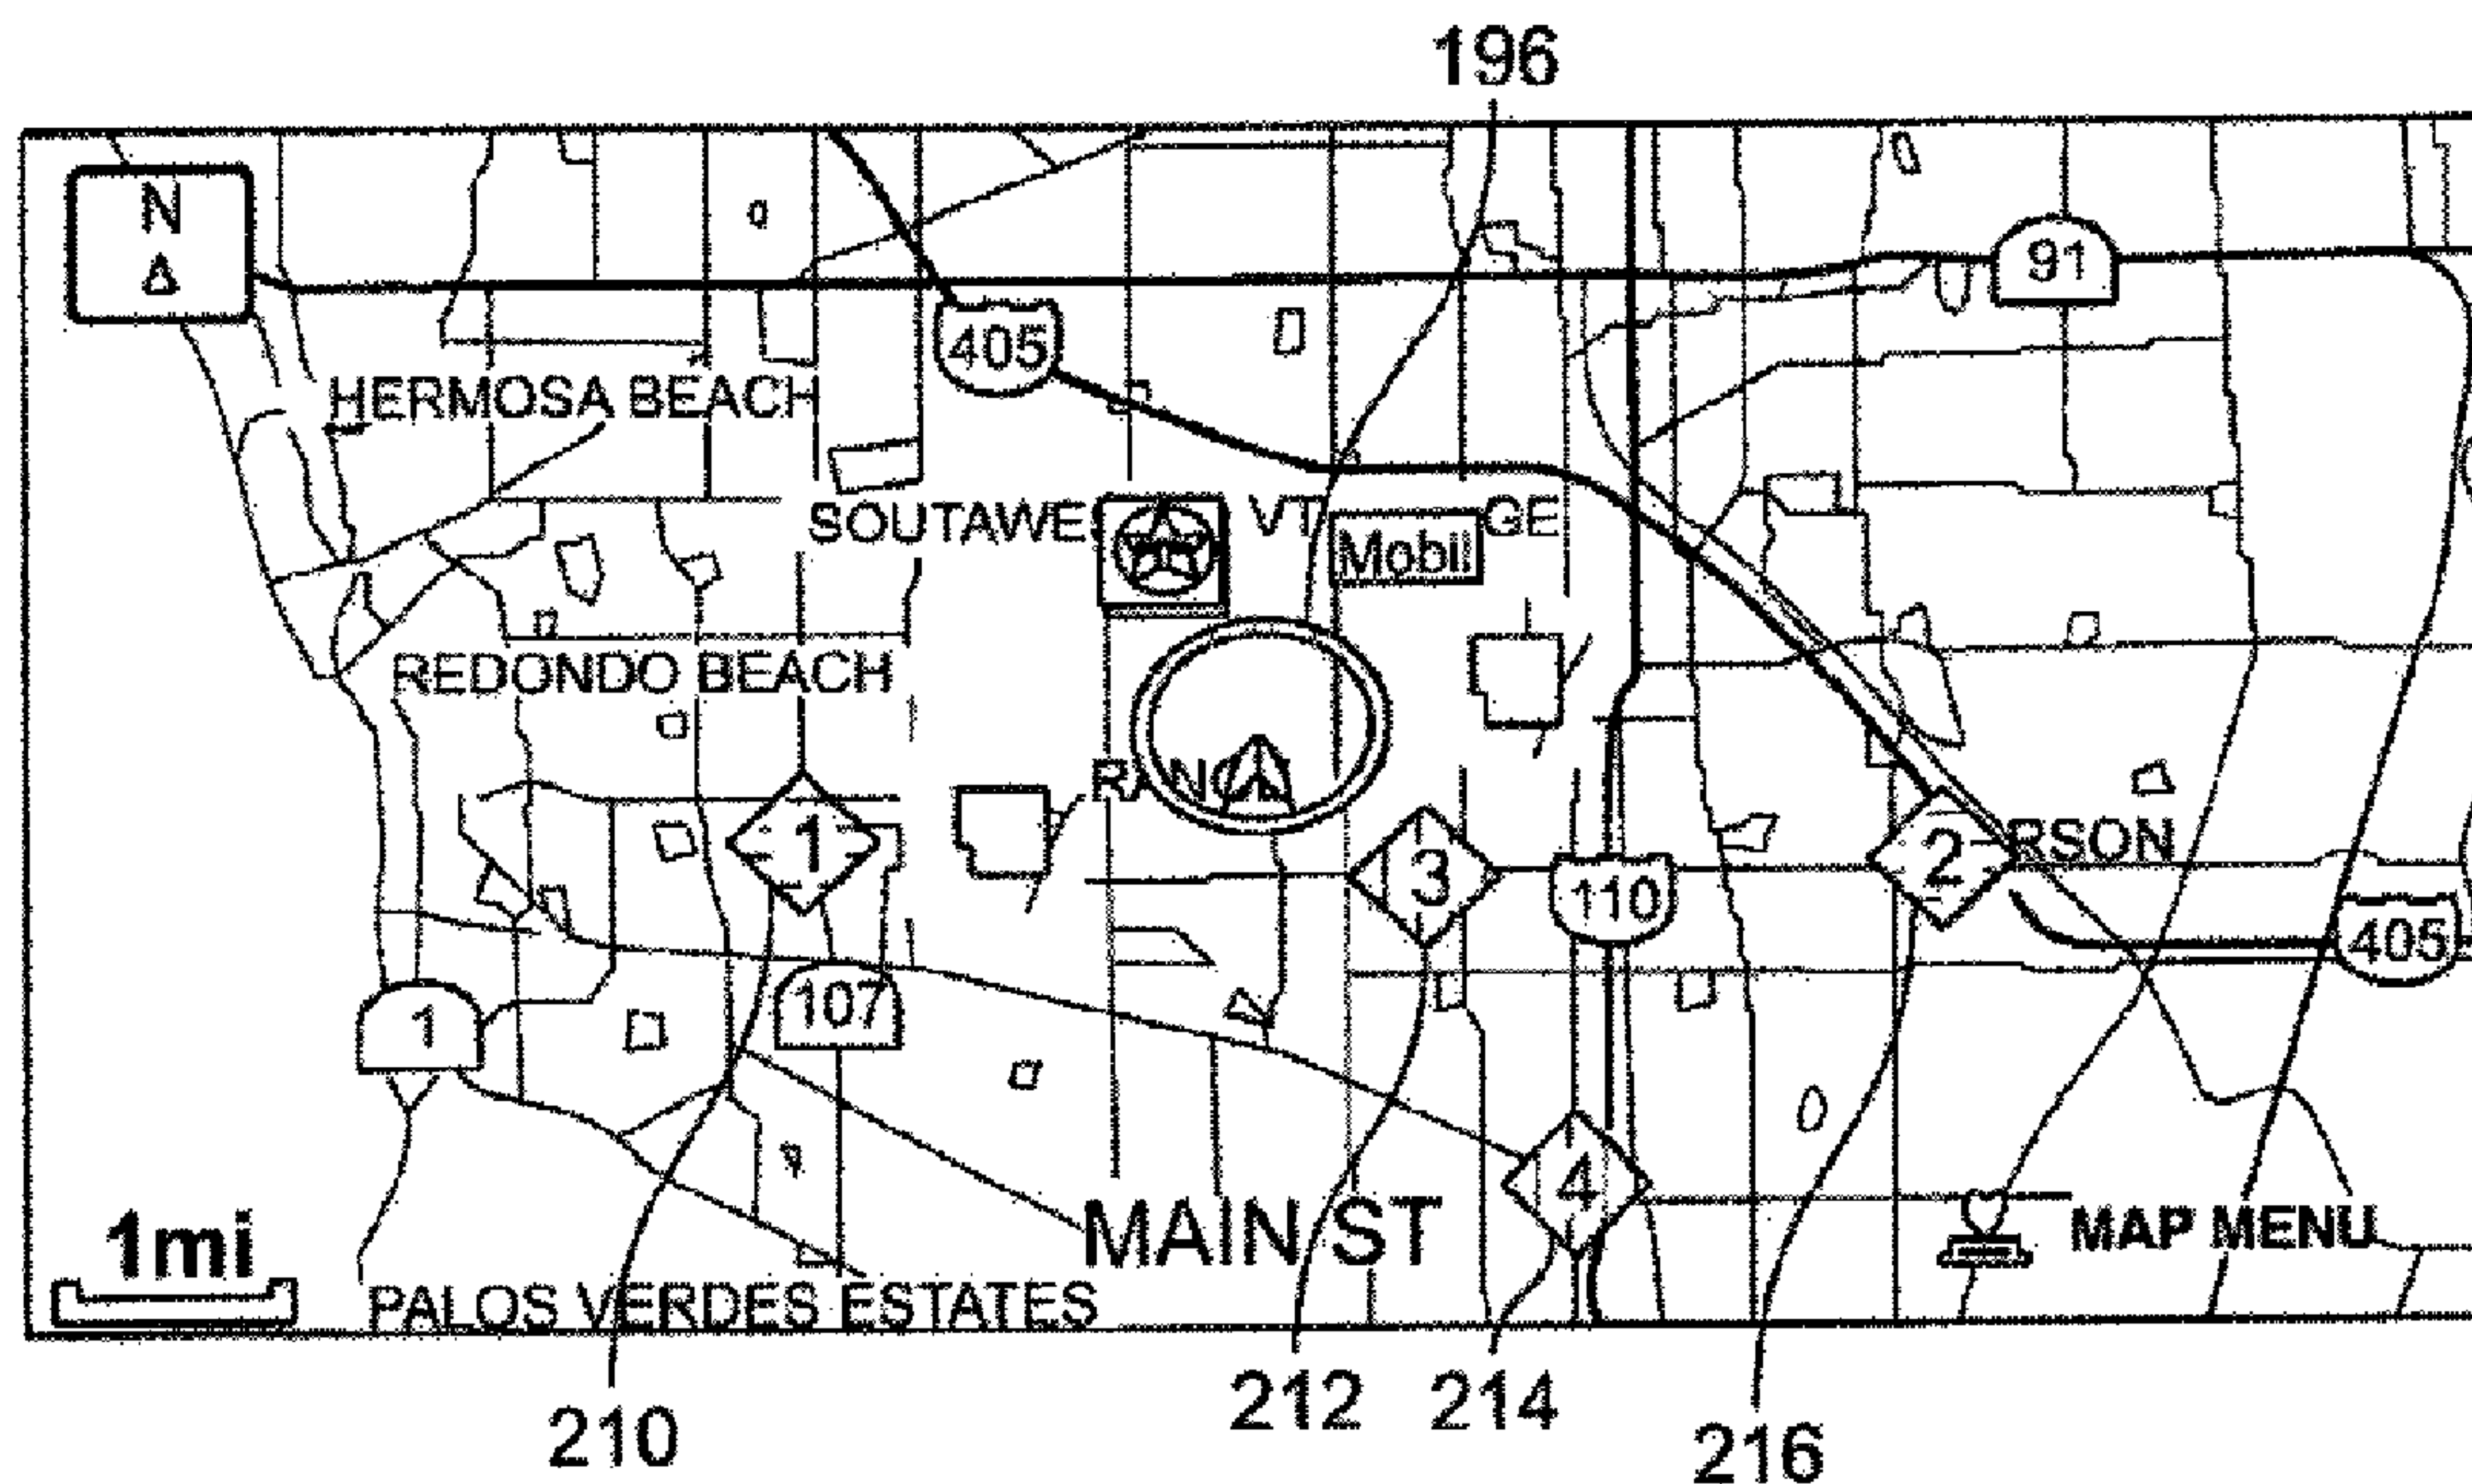 196
N
91
405
HERMOSA BEACH
SOUTAWE VT GE
Mobil
REDONDO BEACH
1
3
2
RSON
110
405
107
1
4
MAIN ST
MAP MENU
1mi
PALOS VERDES ESTATES
210
212
214
216